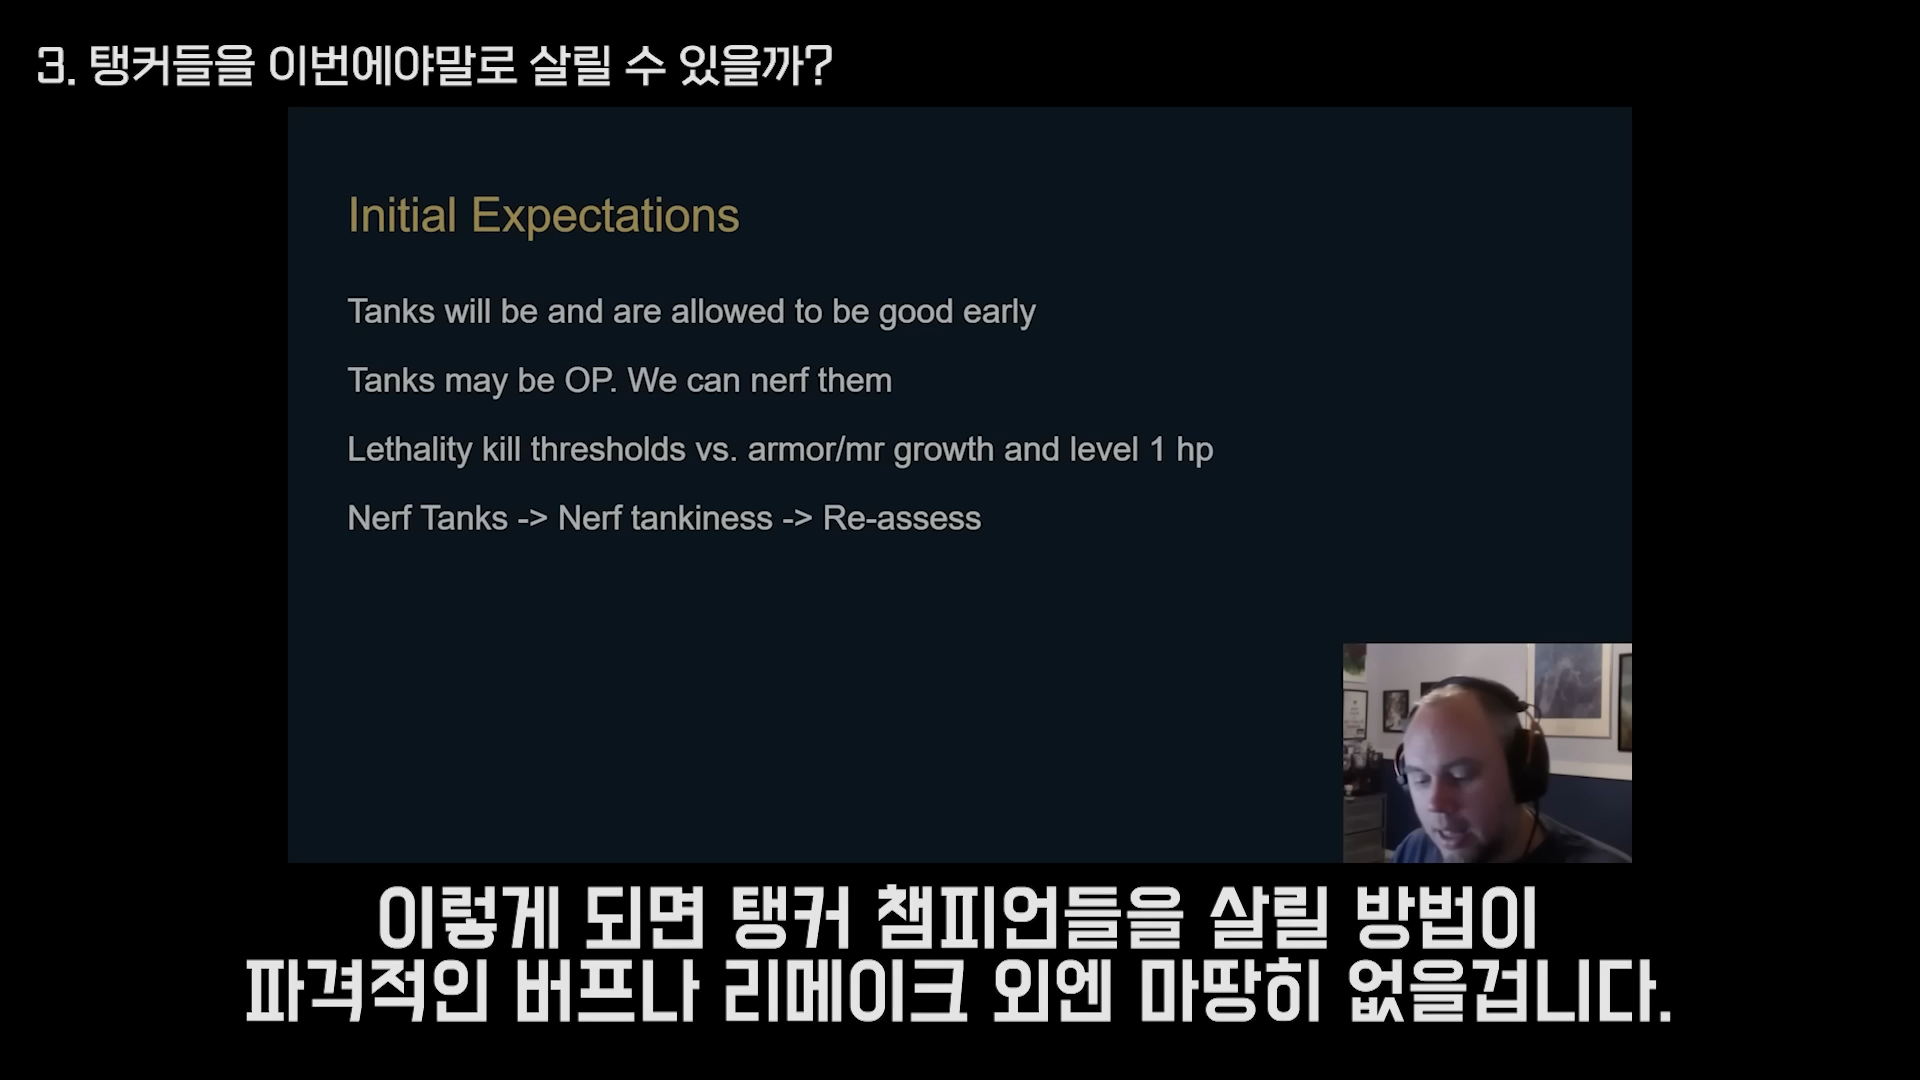 3. 탱커들을 이번에야말로 살릴 수 있을까?
Initial Expectations
Tanks will be and are allowed to be good early
Tanks may be OP. We can nerf them
Lethality kill thresholds vs. armor/mr growth and level 1 hp
Nerf Tanks -> Nerf tankiness -> Re-assess
이렇게 되면 탱커 챔피언들을 살릴 방법이
파격적인 버프나 리메이크 외엔 마땅히 없을겁니다.